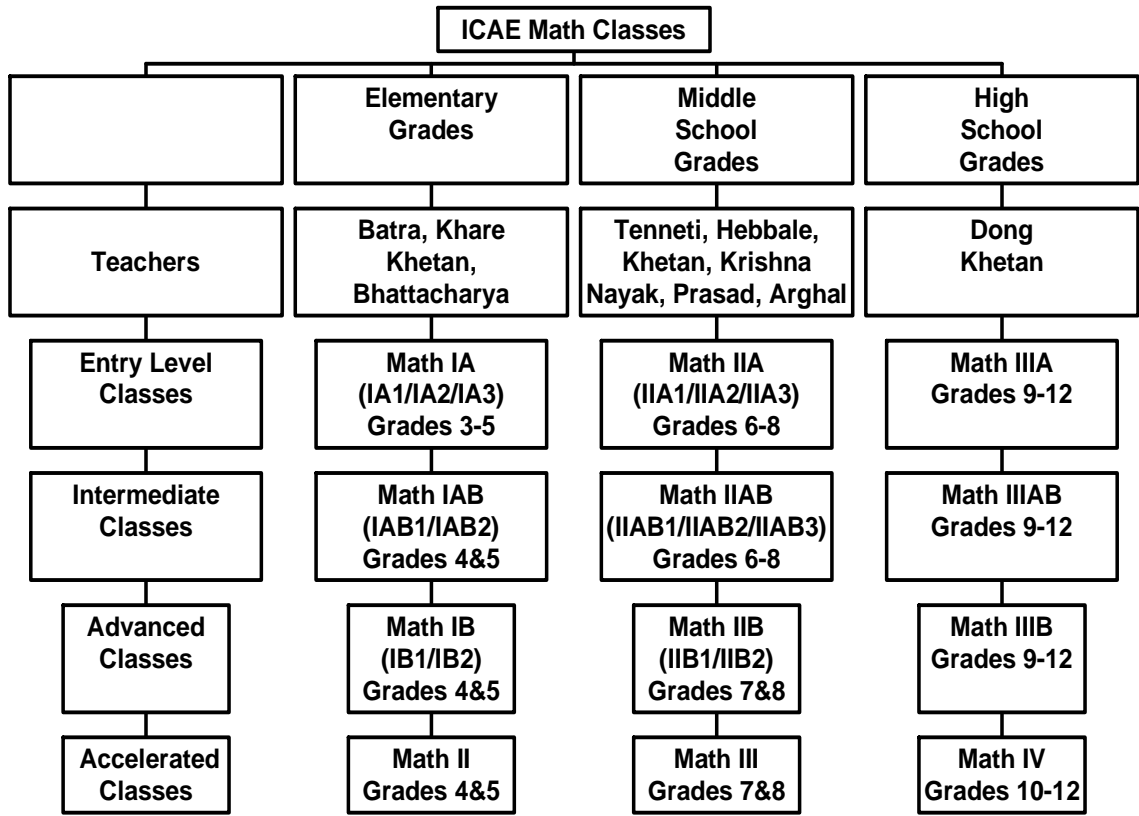 ICAE Math Classes
Elementary
Grades
Middle
School
Grades
High
School
Grades
Teachers
Batra, Khare
Khetan,
Bhattacharya
Tenneti, Hebbale,
Khetan, Krishna
Nayak, Prasad, Arghal
Dong
Khetan
Entry Level
Classes
Math IA
(IA1/IA2/IA3)
Grades 3-5
Math IIA
(IIA1/IIA2/IIA3)
Grades 6-8
Math IIIA
Grades 9-12
Intermediate
Classes
Math IAB
(IAB1/IAB2)
Grades 4&5
Math IIAB
(IIAB1/IIAB2/IIAB3)
Grades 6-8
Math IIIAB
Grades 9-12
Advanced
Classes
Math IB
(IB1/IB2)
Grades 4&5
Math IIB
(IIB1/IIB2)
Grades 7&8
Math IIIB
Grades 9-12
Accelerated
Classes
Math II
Grades 4&5
Math III
Grades 7&8
Math IV
Grades 10-12